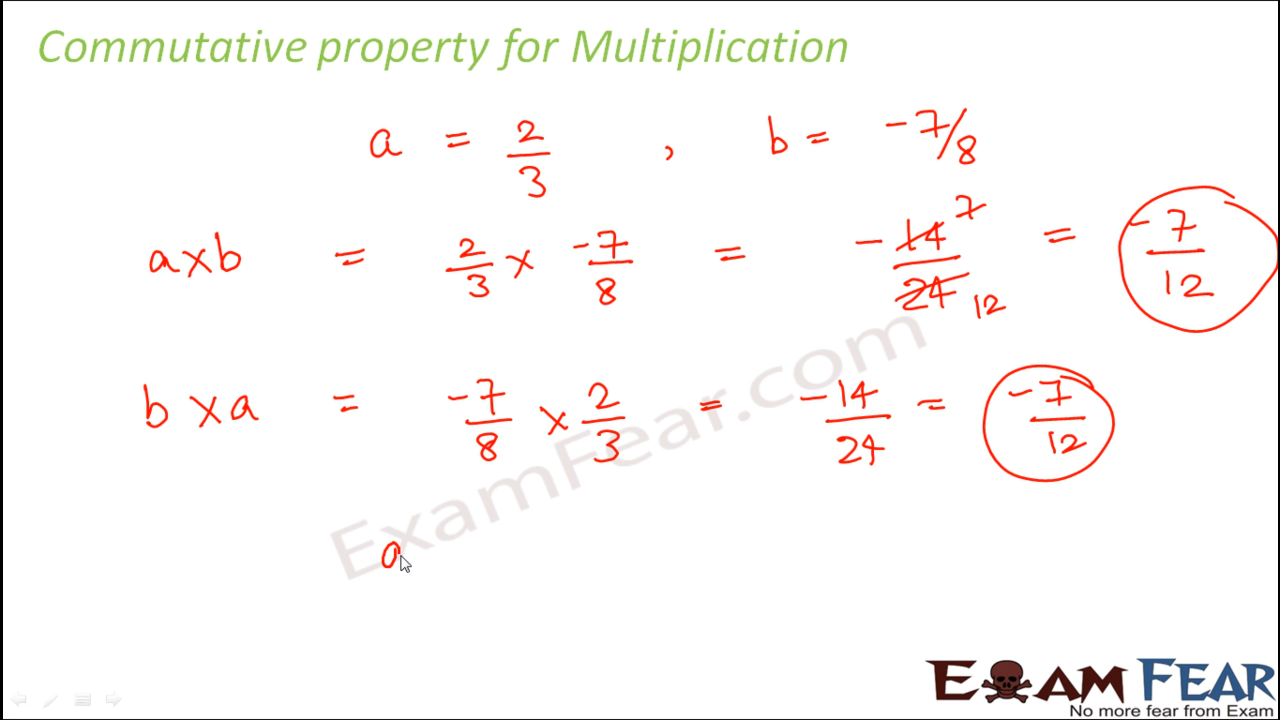 Commutative property for Multiplication
a = 2/3 , b = -7/8
a×b = 2/3 × -7/8 = -14/24 7 12 = -7/12
b×a = -7/8 × 2/3 = -14/24 = -7/12
ExamFear.com
a
EXAM FEAR
No more fear from Exam